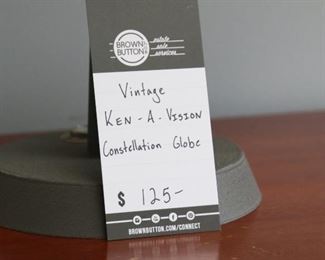 BROWN
BUTTON
estate
sale
services
Vintage
KEN-A-VISION
Constellation Globe
$ 125-
BROWNBUTTON.COM/CONNECT